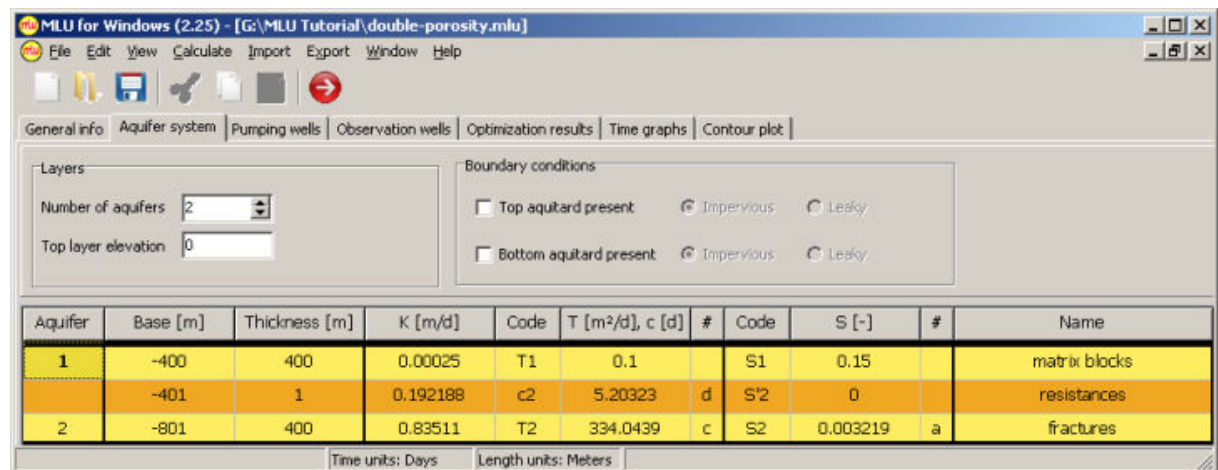 MLU for Windows (2.25) - [G:\MLU Tutorial\double-porosity.mlu]
File Edit View Calculate Import Export Window Help
General info Aquifer system Pumping wells Observation wells Optimization results Time graphs Contour plot
Layers Boundary conditions
Number of aquifers 2 Top aquitard present Impervious Leaky
Top layer elevation 0 Bottom aquitard present Impervious Leaky
Aquifer Base [m] Thickness [m] K [m/d] Code T [m²/d], c [d] # Code S [-] # Name
1 -400 400 0.00025 T1 0.1 S1 0.15 matrix blocks
-401 1 0.192188 c2 5.20323 d S'2 0 resistances
2 -801 400 0.83511 T2 334.0439 c S2 0.003219 a fractures
Time units: Days Length units: Meters